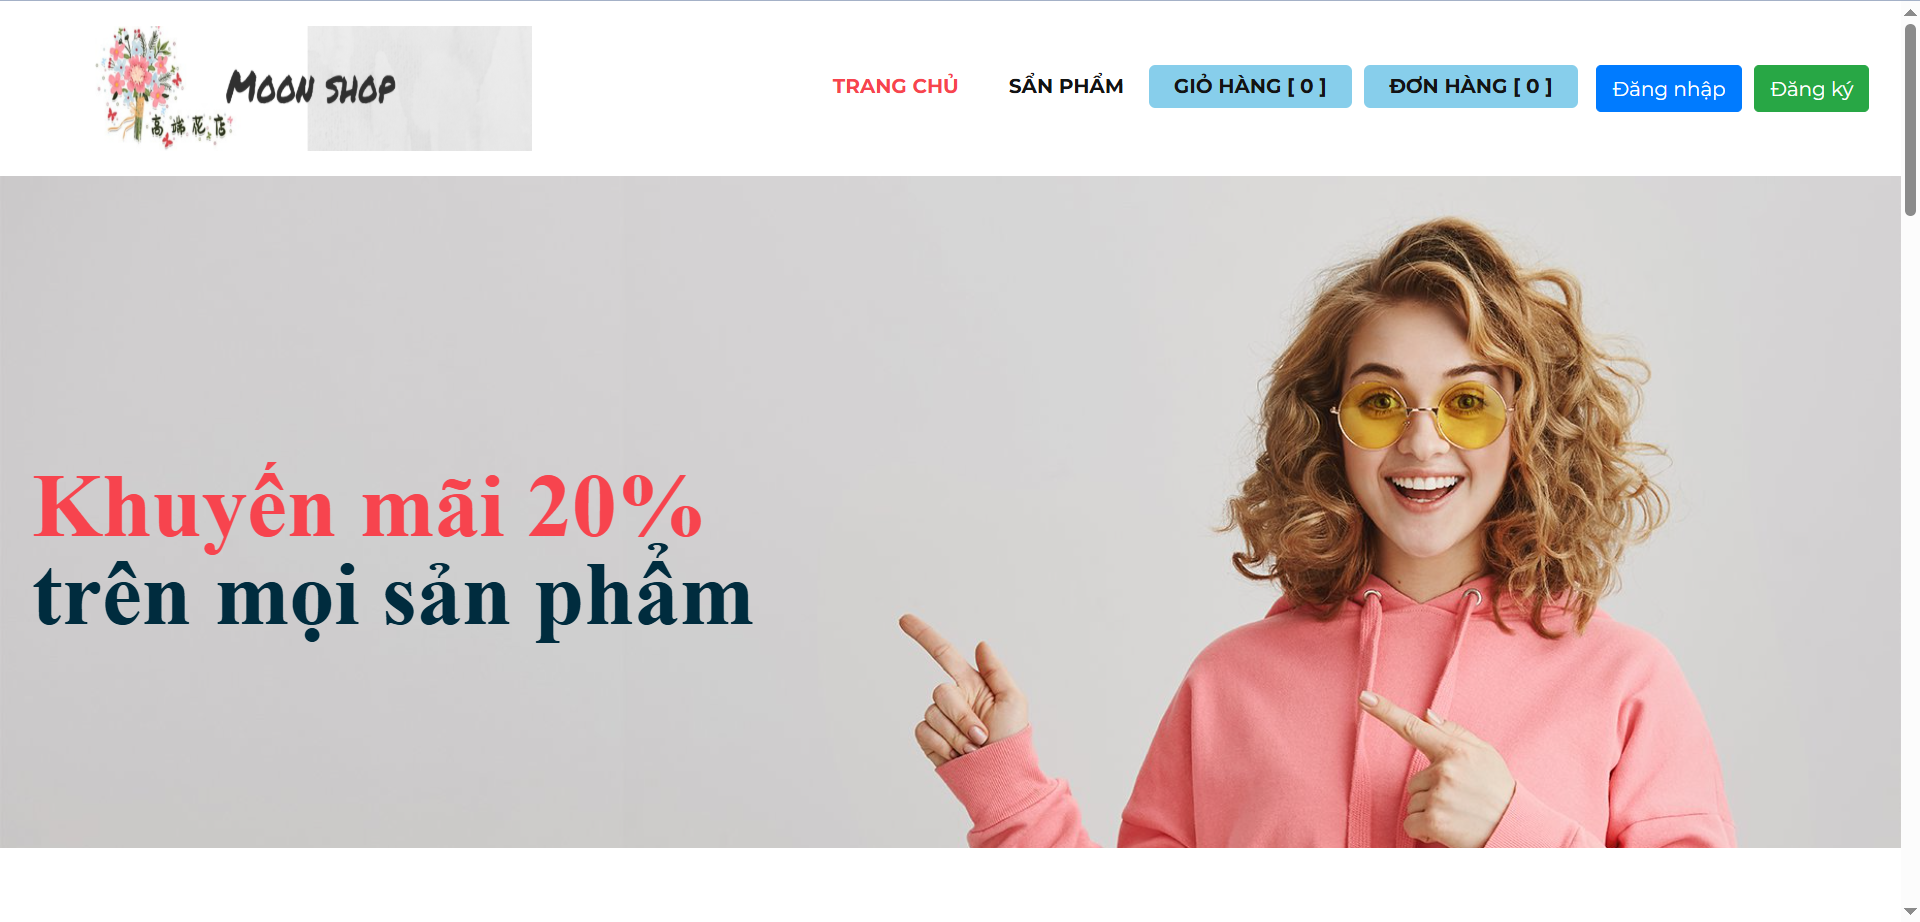 高端花店
Moon shop
TRANG CHỦ
SẨN PHẨM
GIỎ HÀNG [ 0 ]
ĐƠN HÀNG [ 0 ]
Đăng nhập
Đăng ký
Khuyến mãi 20%
trên mọi sản phẩm